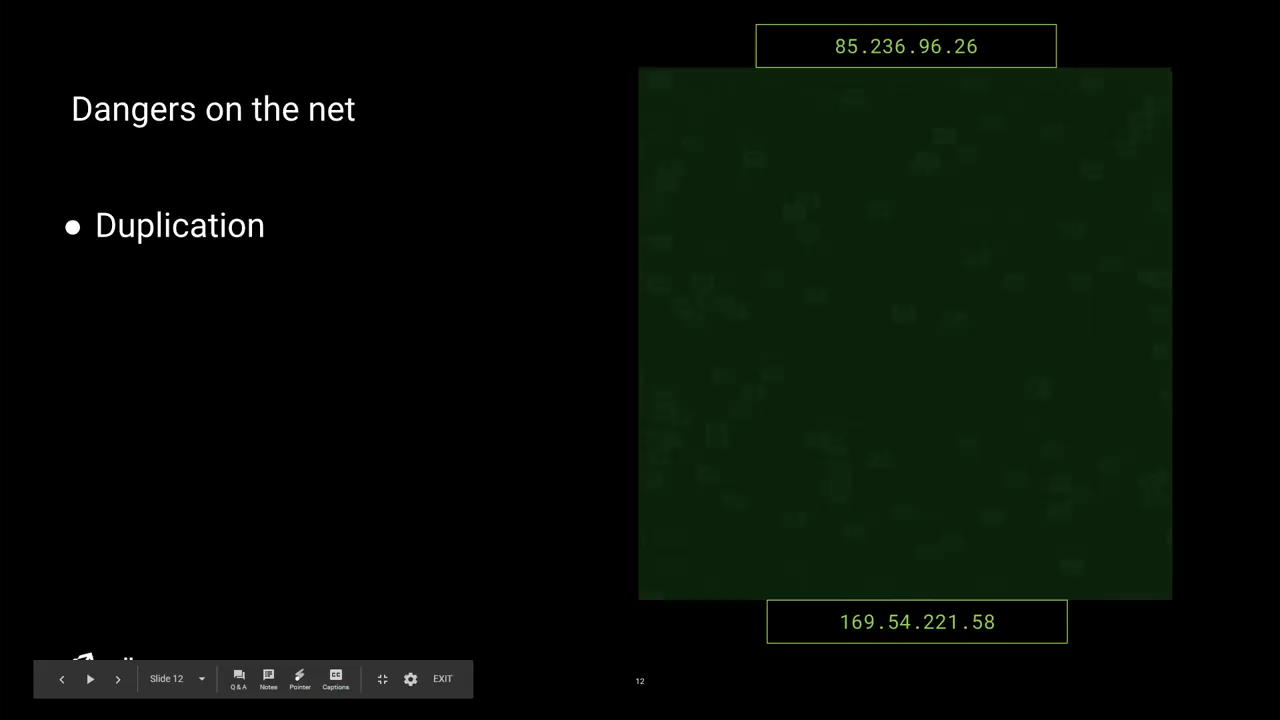 85.236.96.26
Dangers on the net
● Duplication
169.54.221.58
Slide 12
Q & A
Notes
Pointer
CC
Captions
EXIT
12